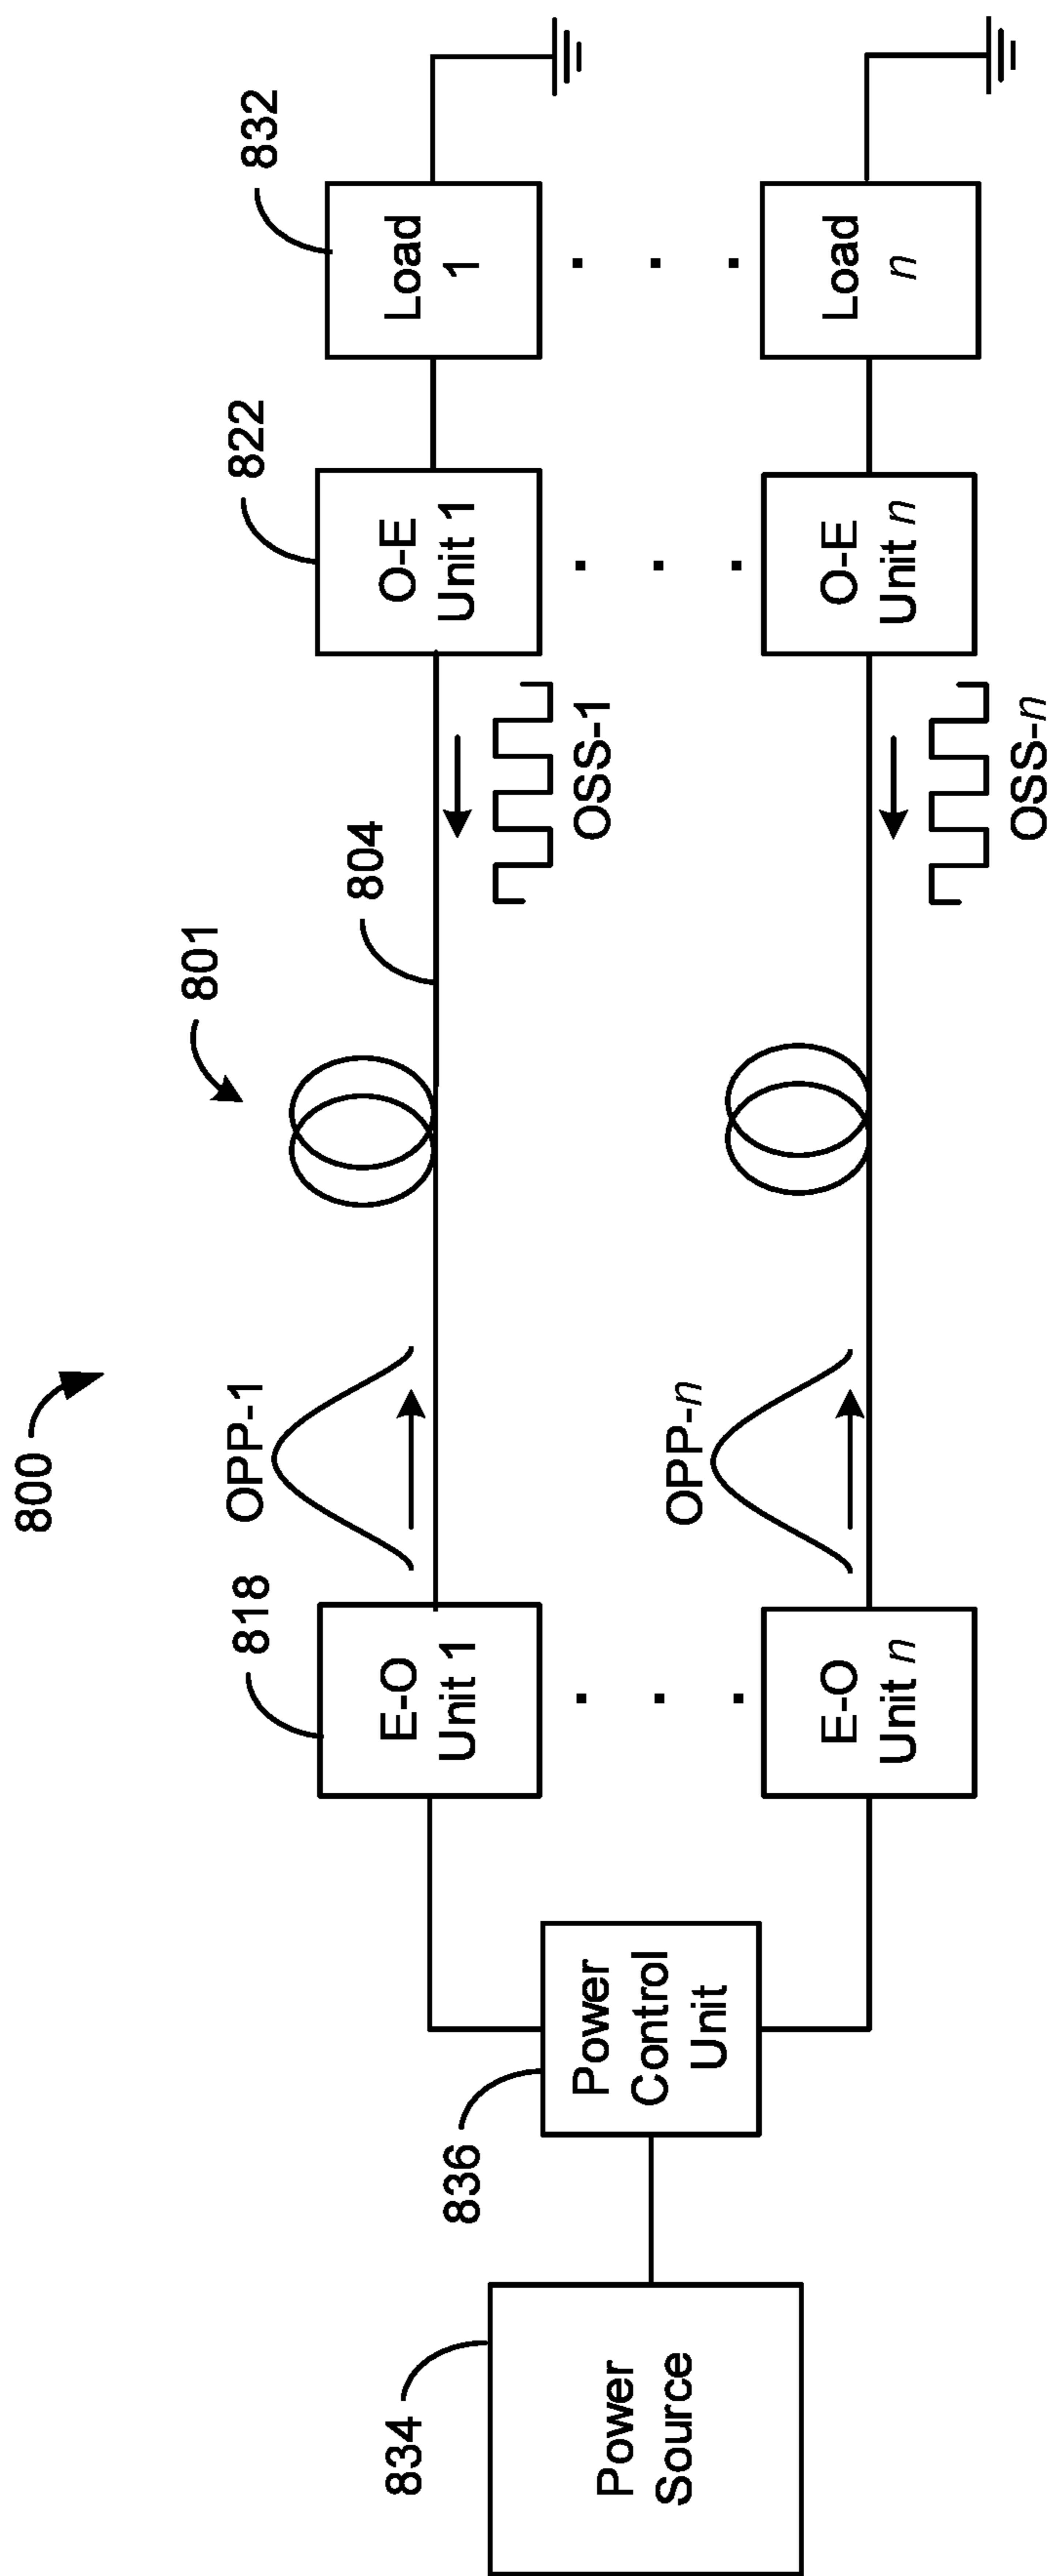 800
801
834
Power
Source
836
Power
Control
Unit
818
E-O
Unit 1
OPP-1
804
OSS-1
822
O-E
Unit 1
832
Load
1
E-O
Unit n
OPP-n
OSS-n
O-E
Unit n
Load
n